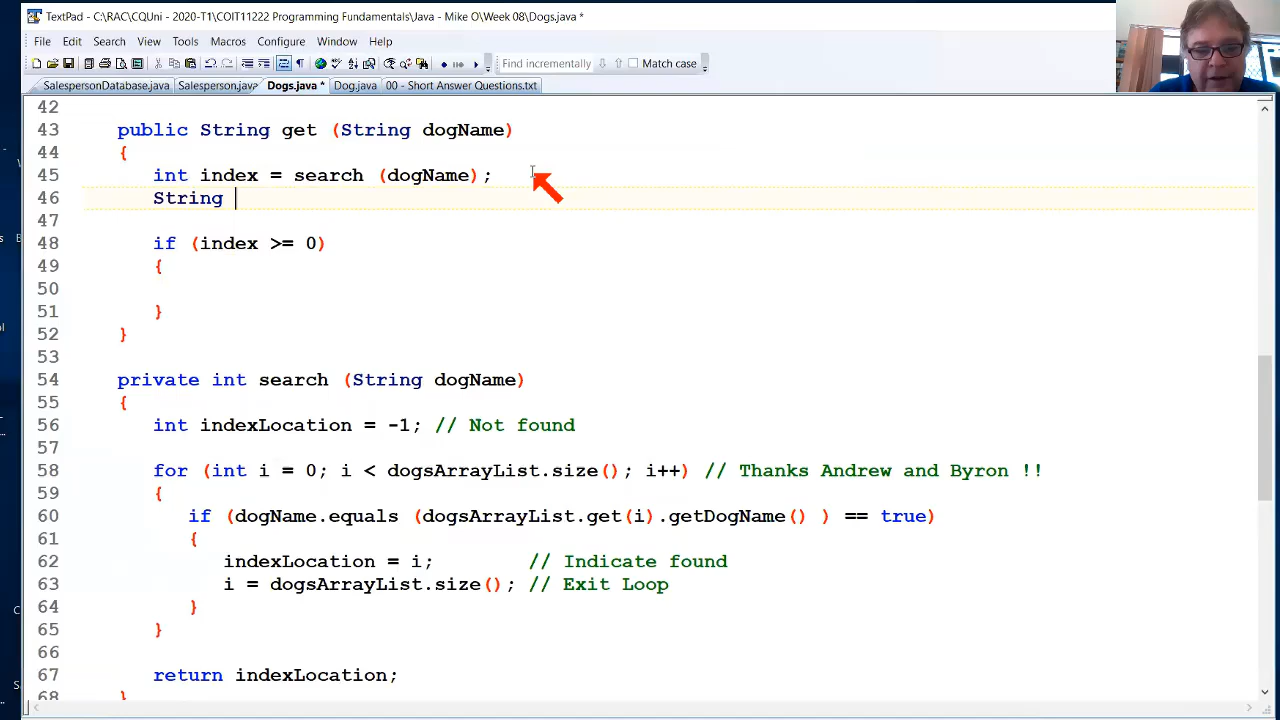 TextPad - C:\RAC\CQUni - 2020-T1\COIT11222 Programming Fundamentals\Java - Mike O\Week 08\Dogs.java *
File Edit Search View Tools Macros Configure Window Help
Find incrementally Match case
SalespersonDatabase.java Salesperson.java Dogs.java * Dog.java 00 - Short Answer Questions.txt
42
43 public String get (String dogName)
44 {
45 int index = search (dogName);
46 String
47
48 if (index >= 0)
49 {
50
51 }
52 }
53
54 private int search (String dogName)
55 {
56 int indexLocation = -1; // Not found
57
58 for (int i = 0; i < dogsArrayList.size(); i++) // Thanks Andrew and Byron !!
59 {
60 if (dogName.equals (dogsArrayList.get(i).getDogName() ) == true)
61 {
62 indexLocation = i; // Indicate found
63 i = dogsArrayList.size(); // Exit Loop
64 }
65 }
66
67 return indexLocation;
68 }